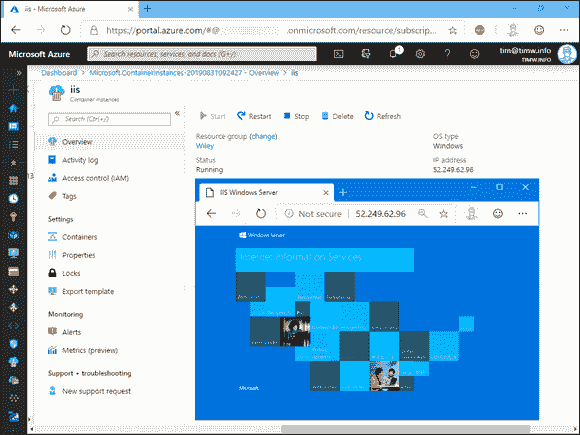 iis - Microsoft Azure
https://portal.azure.com/#@ .onmicrosoft.com/resource/subscrip...
Microsoft Azure
Search resources, services, and docs (G+/)
1
tim@timw.info
TIMW.INFO
Dashboard > Microsoft.ContainerInstances-20190831092427 - Overview > iis
iis
Container instances
Search (Ctrl+/)
Start
Restart
Stop
Delete
Refresh
Overview
Activity log
Access control (IAM)
Tags
Settings
Containers
Properties
Locks
Export template
Monitoring
Alerts
Metrics (preview)
Support + troubleshooting
New support request
Resource group (change)
Wiley
Status
Running
OS type
Windows
IP address
52.249.62.96
IIS Windows Server
Not secure
52.249.62.96
Windows Server
Internet Information Services
Microsoft